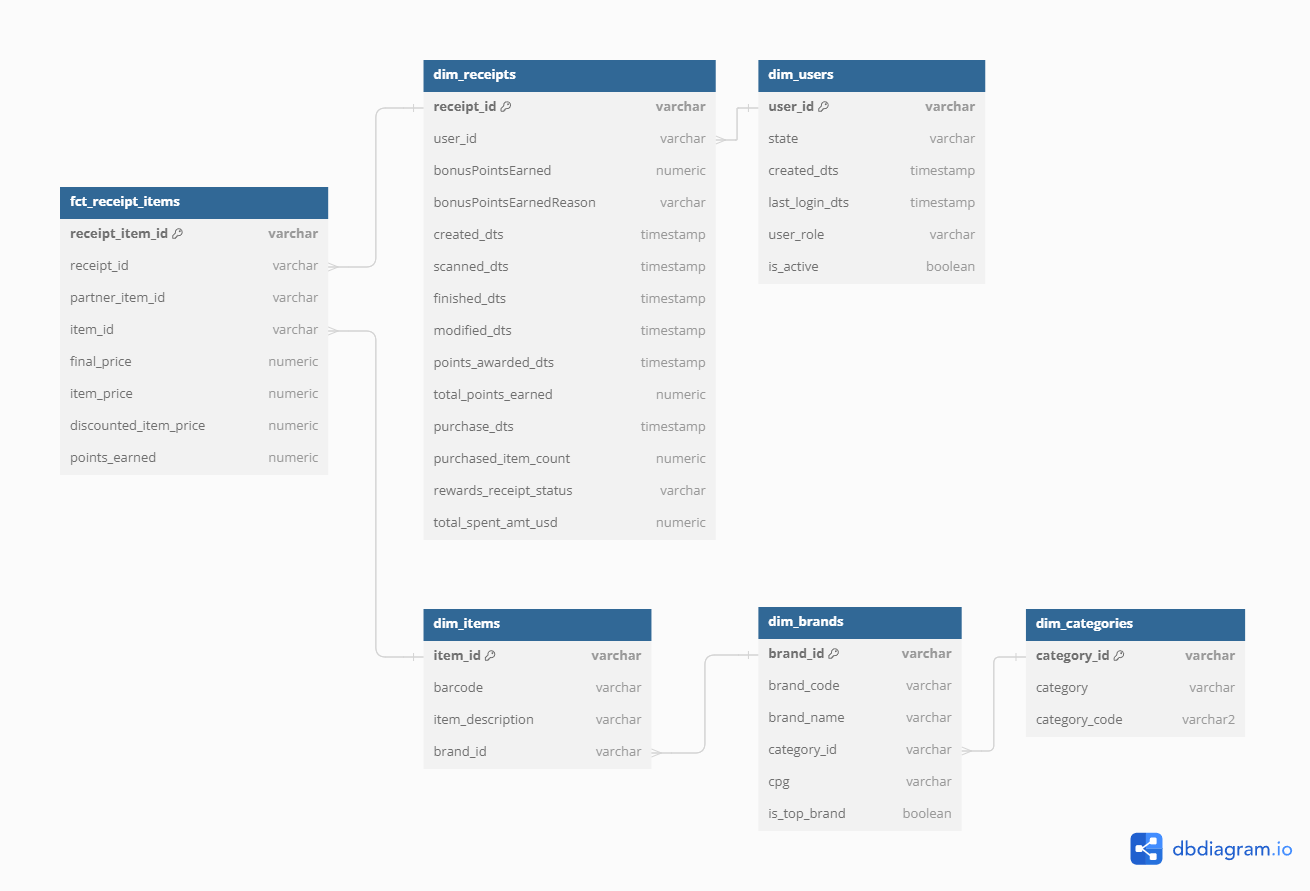 dim_receipts
receipt_id varchar
user_id varchar
bonusPointsEarned numeric
bonusPointsEarnedReason varchar
created_dts timestamp
scanned_dts timestamp
finished_dts timestamp
modified_dts timestamp
points_awarded_dts timestamp
total_points_earned numeric
purchase_dts timestamp
purchased_item_count numeric
rewards_receipt_status varchar
total_spent_amt_usd numeric
dim_users
user_id varchar
state varchar
created_dts timestamp
last_login_dts timestamp
user_role varchar
is_active boolean
fct_receipt_items
receipt_item_id varchar
receipt_id varchar
partner_item_id varchar
item_id varchar
final_price numeric
item_price numeric
discounted_item_price numeric
points_earned numeric
dim_items
item_id varchar
barcode varchar
item_description varchar
brand_id varchar
dim_brands
brand_id varchar
brand_code varchar
brand_name varchar
category_id varchar
cpg varchar
is_top_brand boolean
dim_categories
category_id varchar
category varchar
category_code varchar2
dbdiagram.io